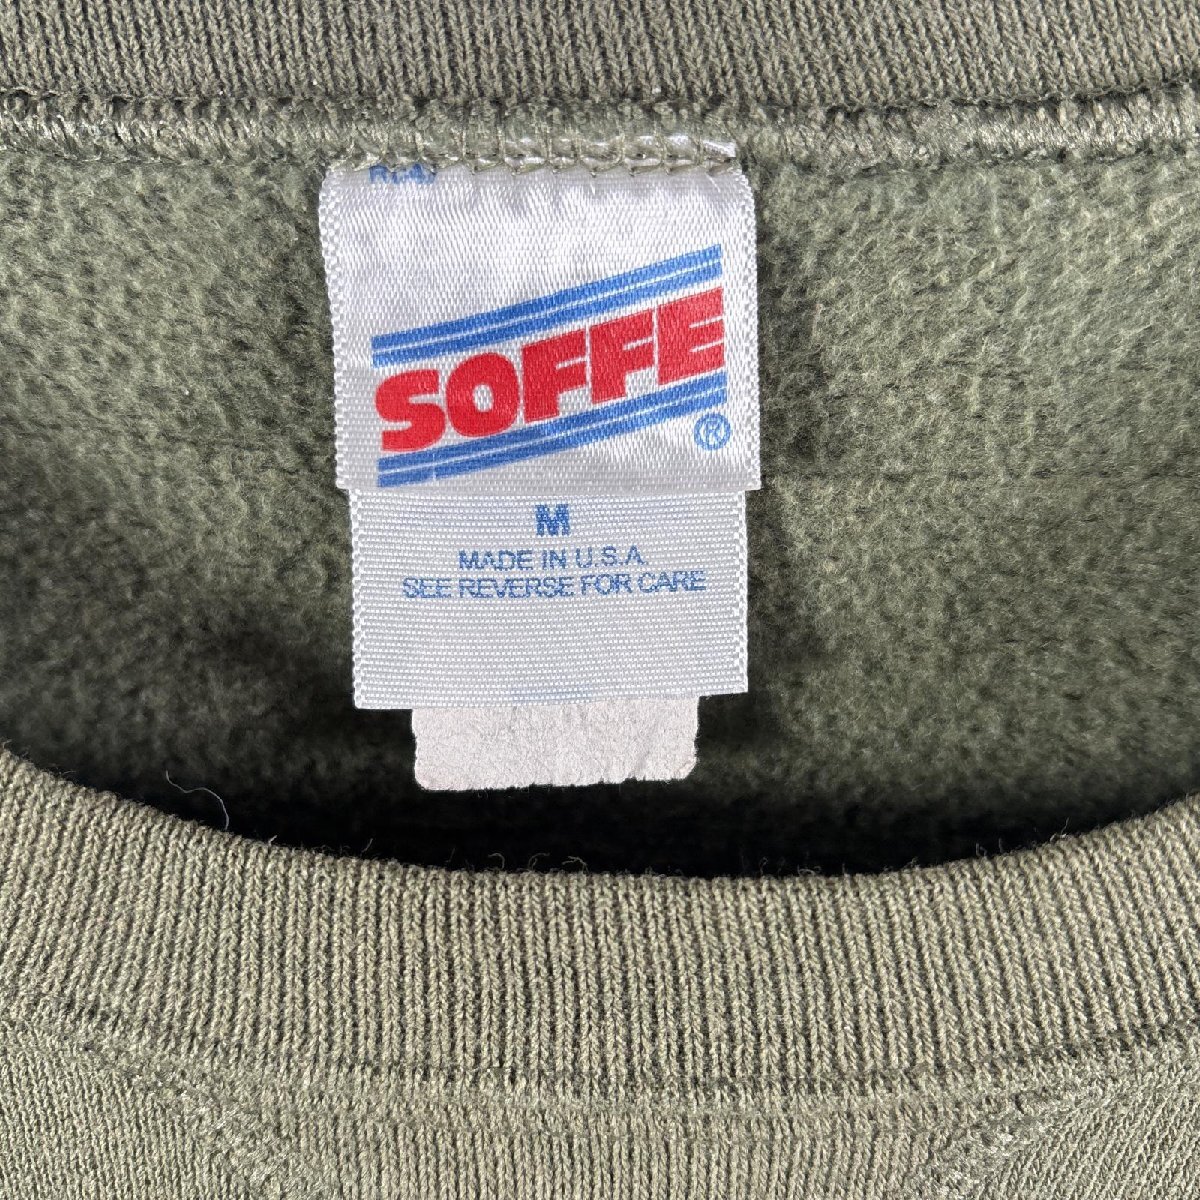 SOFFE
®
M
MADE IN U.S.A.
SEE REVERSE FOR CARE